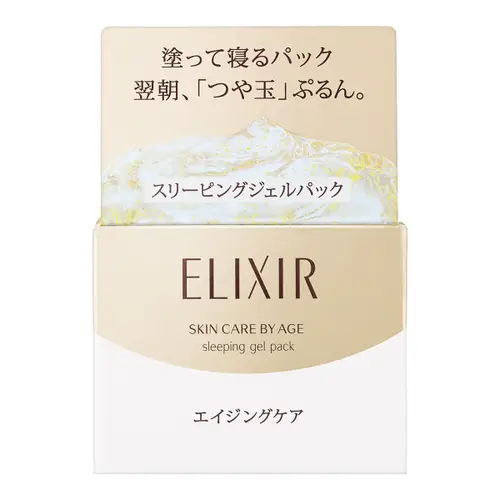 塗って寝るパック
翌朝、「つや玉」ぷるん。
スリーピングジェルパック
ELIXIR
SKIN CARE BY AGE
sleeping gel pack
エイジングケア